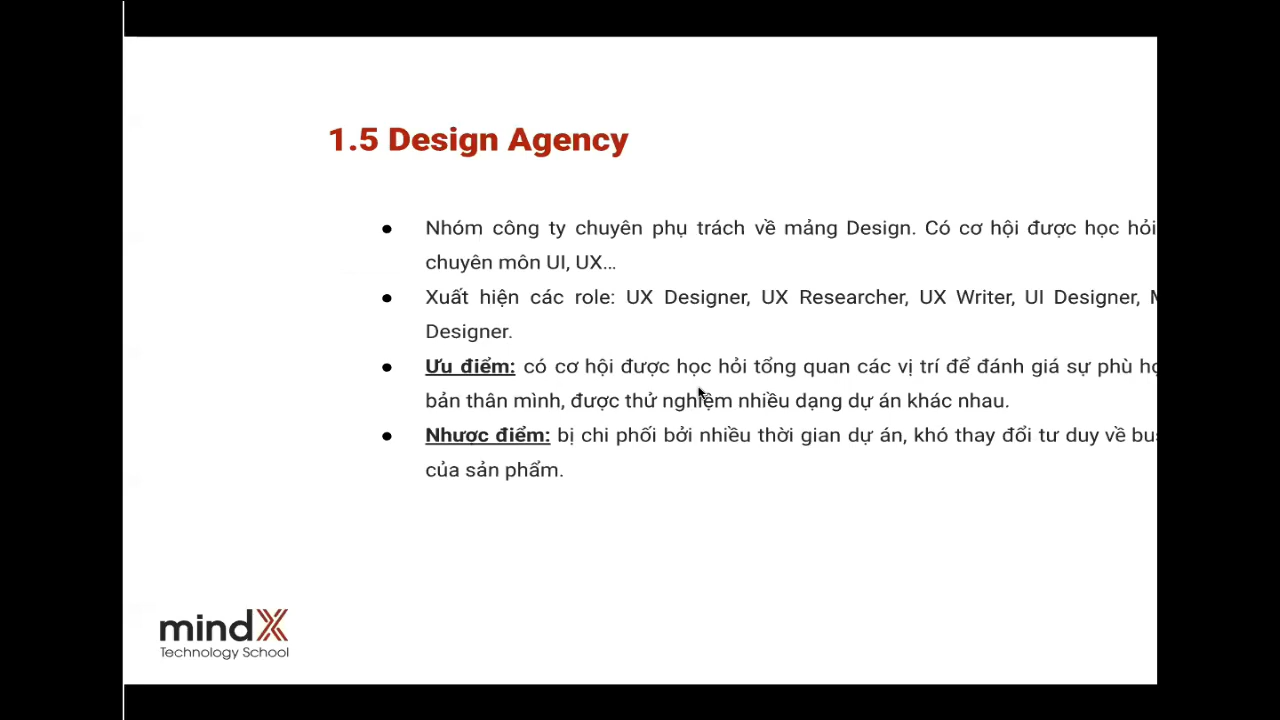 1.5 Design Agency
● Nhóm công ty chuyên phụ trách về mảng Design. Có cơ hội được học hỏi
chuyên môn UI, UX...
● Xuất hiện các role: UX Designer, UX Researcher, UX Writer, UI Designer,
Designer.
● Ưu điểm: có cơ hội được học hỏi tổng quan các vị trí để đánh giá sự phù
bản thân mình, được thử nghiệm nhiều dạng dự án khác nhau.
● Nhược điểm: bị chi phối bởi nhiều thời gian dự án, khó thay đổi tư duy về
của sản phẩm.
mindX
Technology School